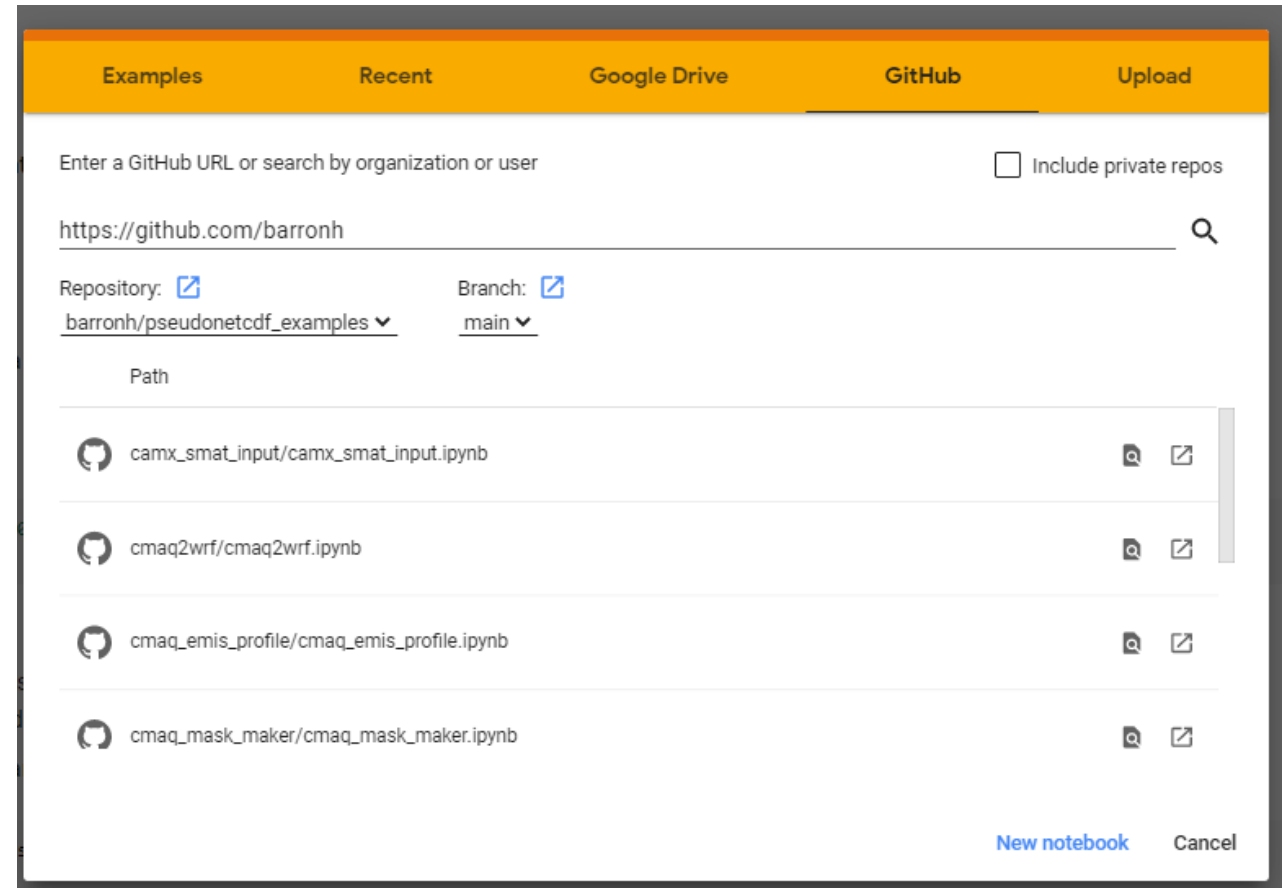 Examples Recent Google Drive GitHub Upload
Enter a GitHub URL or search by organization or user
Include private repos
https://github.com/barronh
Repository: Branch:
barronh/pseudonetcdf_examples main
Path
camx_smat_input/camx_smat_input.ipynb
cmaq2wrf/cmaq2wrf.ipynb
cmaq_emis_profile/cmaq_emis_profile.ipynb
cmaq_mask_maker/cmaq_mask_maker.ipynb
New notebook Cancel